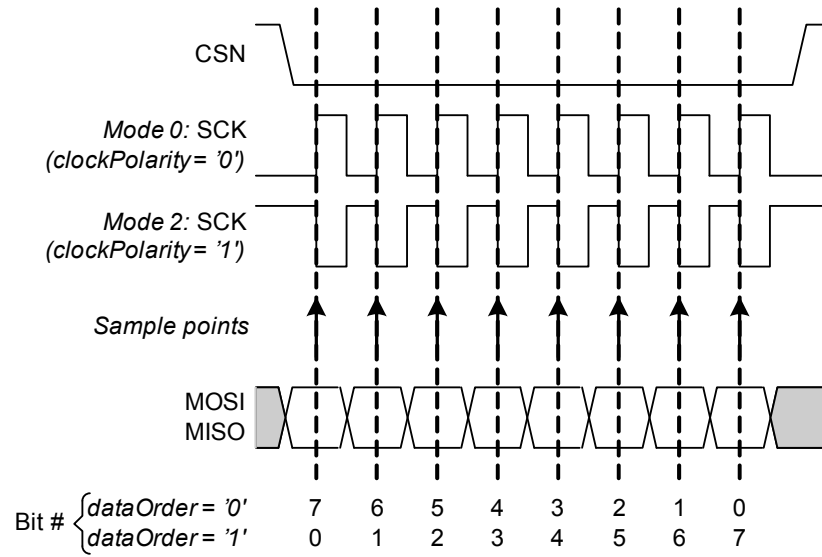 CSN
Mode 0: SCK
(clockPolarity= '0')
Mode 2: SCK
(clockPolarity= '1')
Sample points
MOSI
MISO
Bit #
dataOrder = '0' 7 6 5 4 3 2 1 0
dataOrder = '1' 0 1 2 3 4 5 6 7